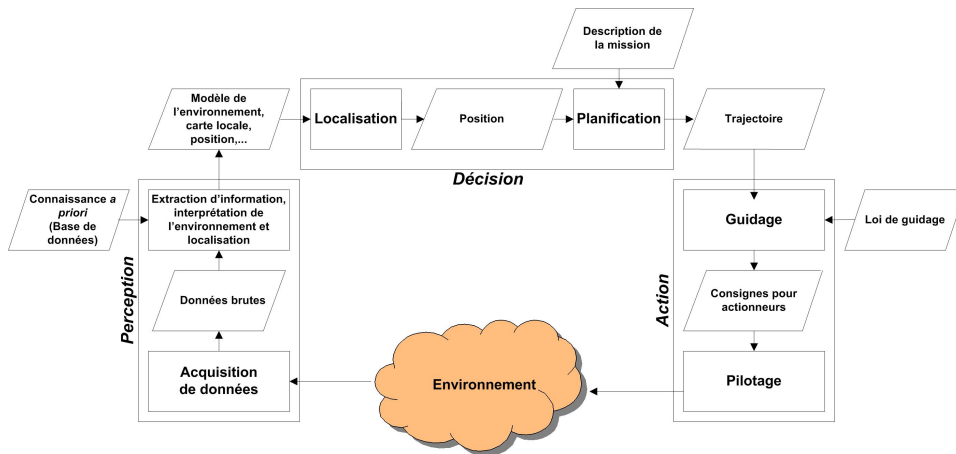 Description de
la mission
Modèle de
l'environnement,
carte locale,
position,...
Localisation
Position
Planification
Trajectoire
Décision
Connaissance a
priori
(Base de
données)
Extraction d'information,
interprétation de
l'environnement et
localisation
Guidage
Loi de guidage
Perception
Données brutes
Action
Consignes pour
actionneurs
Acquisition
de données
Environnement
Pilotage